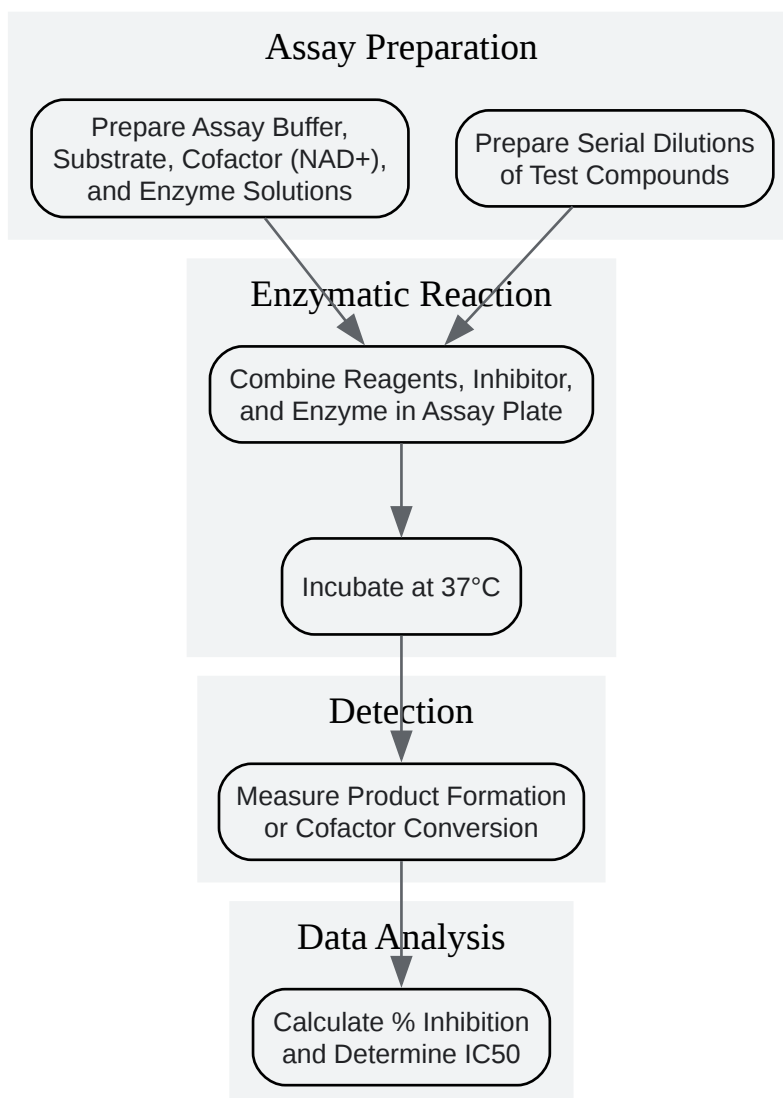 Assay Preparation
Prepare Assay Buffer,
Substrate, Cofactor (NAD+),
and Enzyme Solutions
Prepare Serial Dilutions
of Test Compounds
Enzymatic Reaction
Combine Reagents, Inhibitor,
and Enzyme in Assay Plate
Incubate at 37°C
Detection
Measure Product Formation
or Cofactor Conversion
Data Analysis
Calculate % Inhibition
and Determine IC50